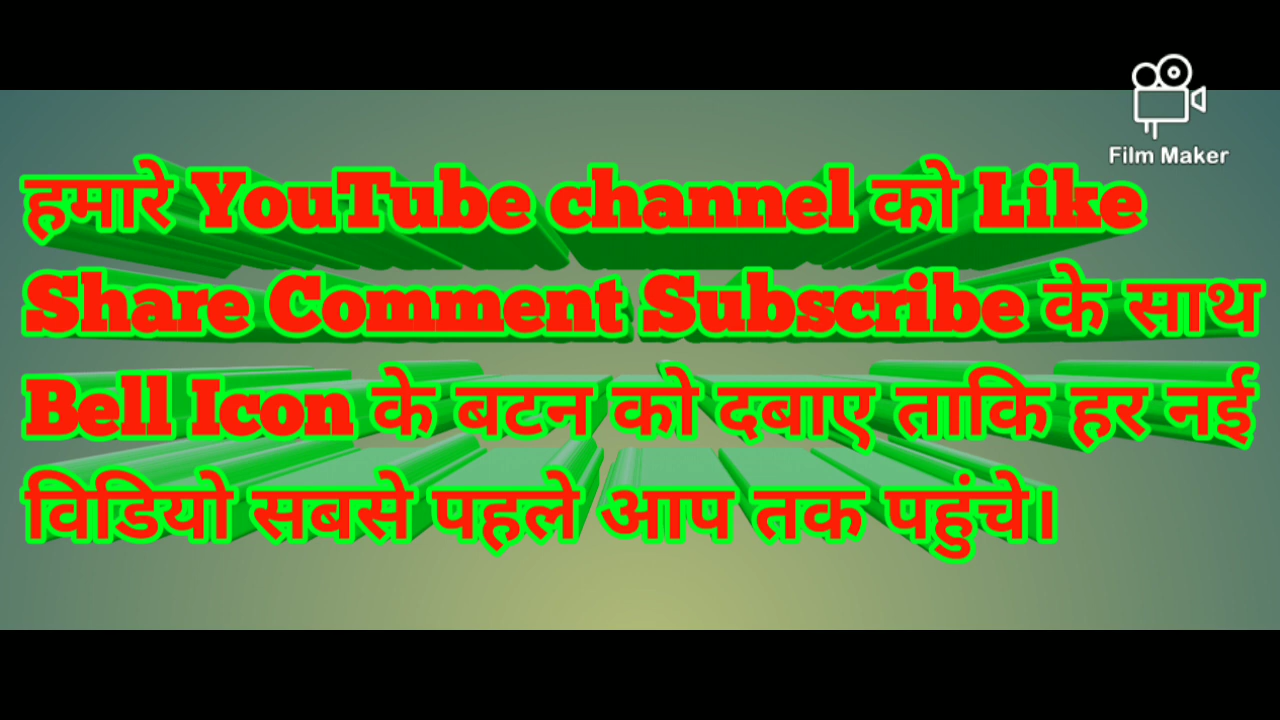 Film Maker
हमारे YouTube channel को Like
Share Comment Subscribe के साथ
Bell Icon के बटन को दबाए ताकि हर नई
विडियो सबसे पहले आप तक पहुंचे।